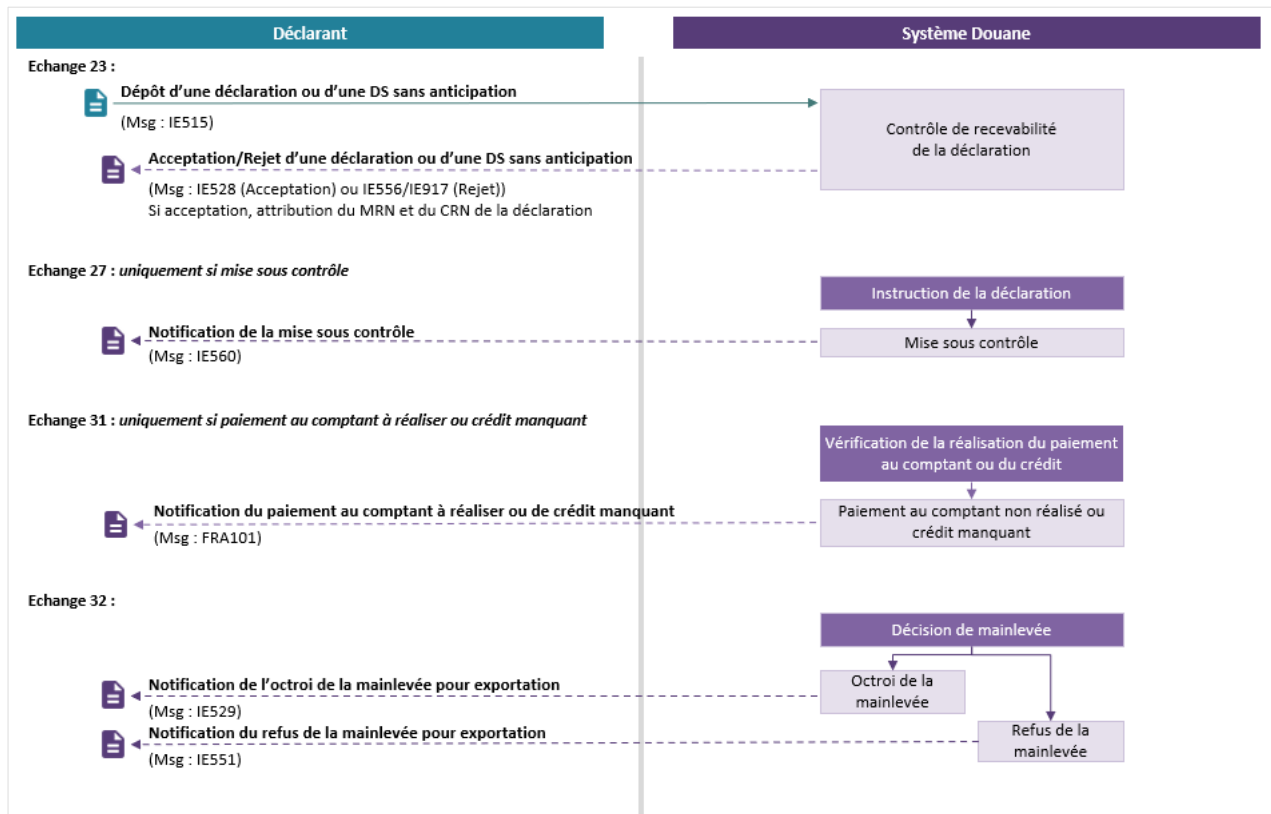 Déclarant
Système Douane
Echange 23 :
Dépôt d'une déclaration ou d'une DS sans anticipation
(Msg : IE515)
Contrôle de recevabilité
de la déclaration
Acceptation/Rejet d'une déclaration ou d'une DS sans anticipation
(Msg : IE528 (Acceptation) ou IE556/IE917 (Rejet))
Si acceptation, attribution du MRN et du CRN de la déclaration
Echange 27 : uniquement si mise sous contrôle
Instruction de la déclaration
Notification de la mise sous contrôle
(Msg : IE560)
Mise sous contrôle
Echange 31 : uniquement si paiement au comptant à réaliser ou crédit manquant
Vérification de la réalisation du paiement
au comptant ou du crédit
Notification du paiement au comptant à réaliser ou de crédit manquant
(Msg : FRA101)
Paiement au comptant non réalisé ou
crédit manquant
Echange 32 :
Décision de mainlevée
Notification de l'octroi de la mainlevée pour exportation
(Msg : IE529)
Octroi de la
mainlevée
Notification du refus de la mainlevée pour exportation
(Msg : IE551)
Refus de la
mainlevée